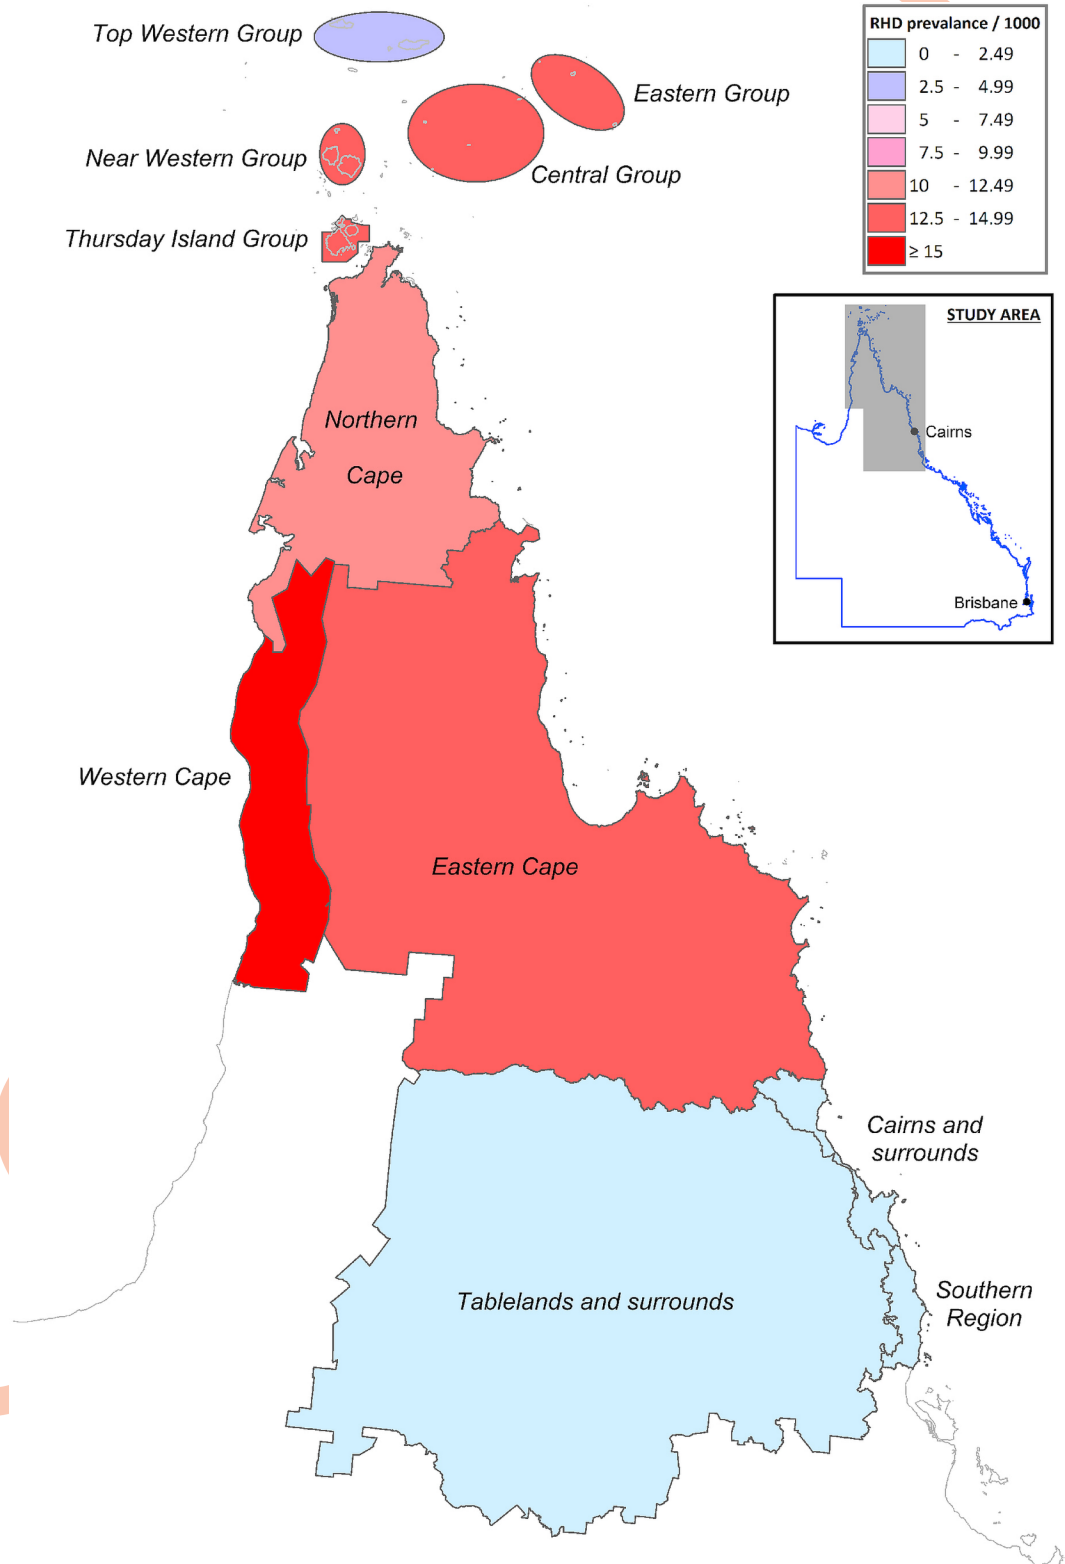 Top Western Group
Eastern Group
Near Western Group
Central Group
Thursday Island Group
RHD prevalance / 1000
0 - 2.49
2.5 - 4.99
5 - 7.49
7.5 - 9.99
10 - 12.49
12.5 - 14.99
≥ 15
STUDY AREA
Cairns
Brisbane
Northern
Cape
Western Cape
Eastern Cape
Cairns and
surrounds
Tablelands and surrounds
Southern
Region